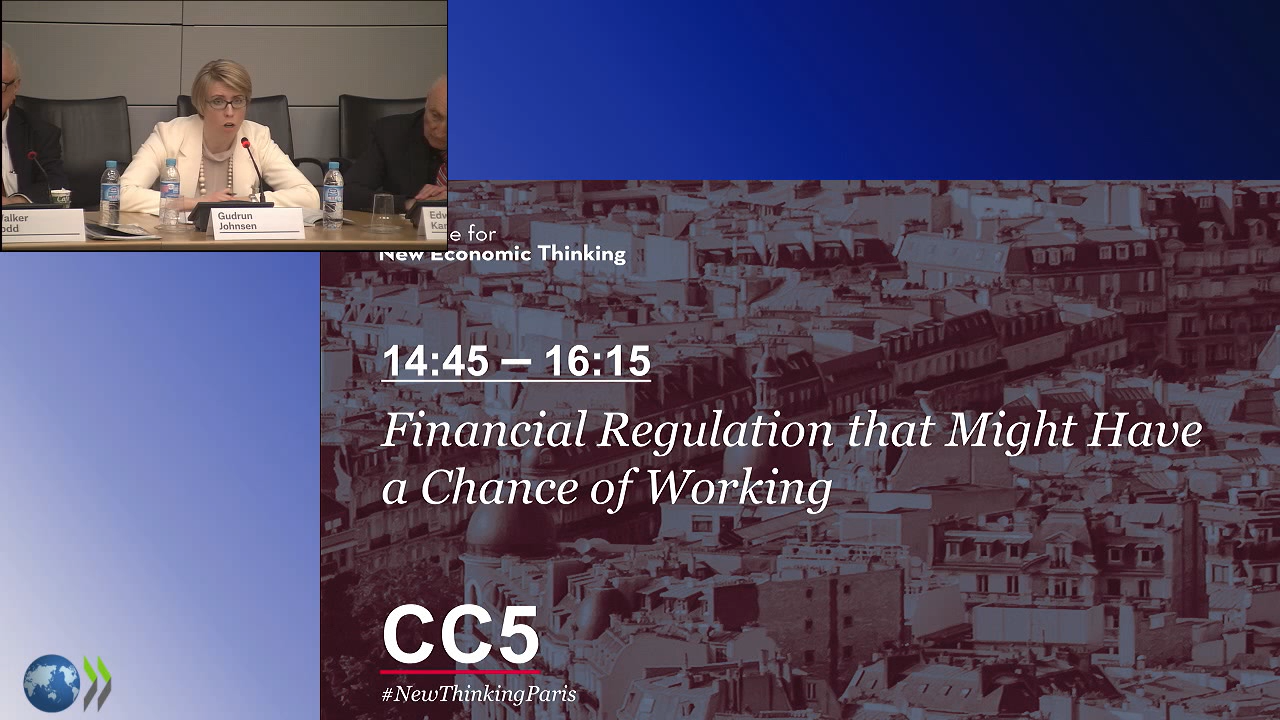 Gudrun
Johnsen
e for
New Economic Thinking
14:45 – 16:15
Financial Regulation that Might Have
a Chance of Working
CC5
#NewThinkingParis